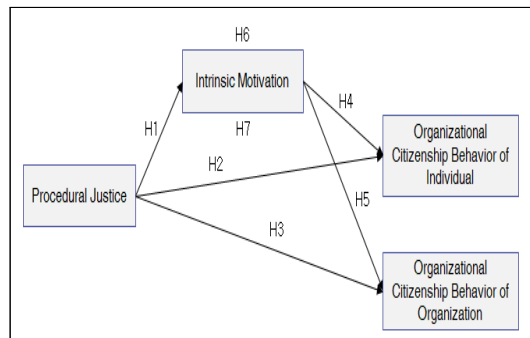 H6
Intrinsic Motivation
H4
H1
H7
Organizational
Citizenship Behavior of
Individual
H2
Procedural Justice
H5
H3
Organizational
Citizenship Behavior of
Organization